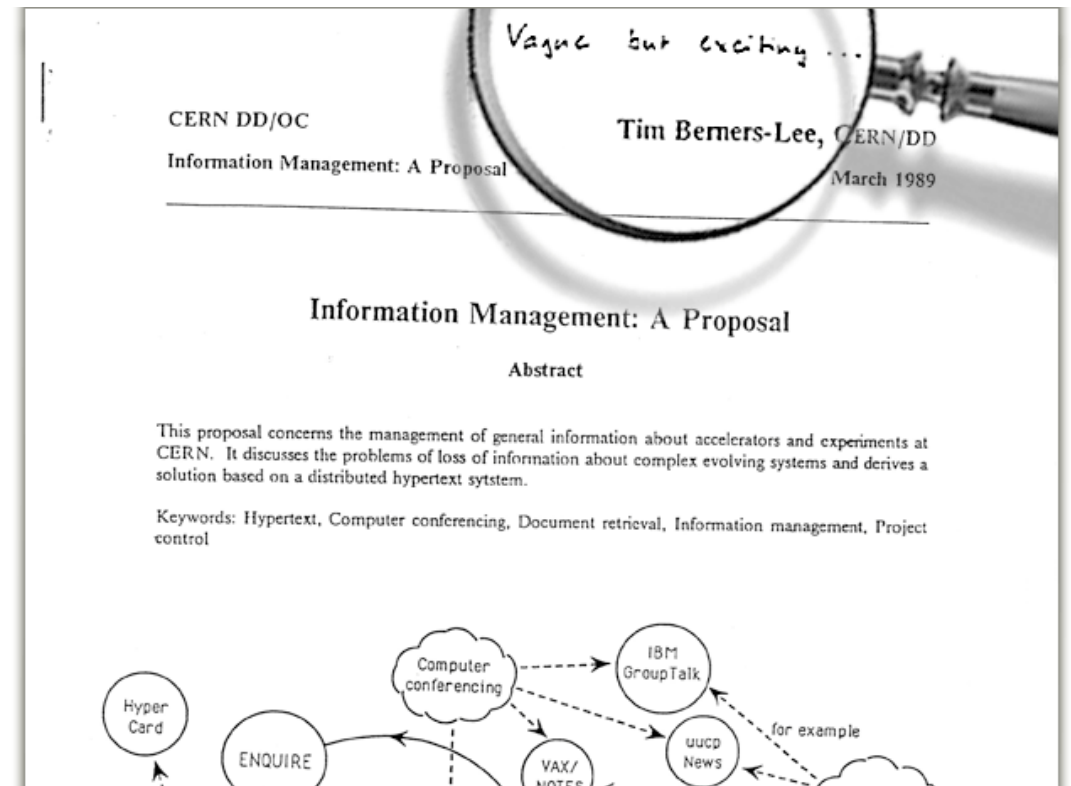 Vague but exciting ...
CERN DD/OC
Tim Berners-Lee, CERN/DD
Information Management: A Proposal
March 1989
Information Management: A Proposal
Abstract
This proposal concerns the management of general information about accelerators and experiments at
CERN. It discusses the problems of loss of information about complex evolving systems and derives a
solution based on a distributed hypertext sytstem.
Keywords: Hypertext, Computer conferencing, Document retrieval, Information management, Project
control
Computer
conferencing
IBM
GroupTalk
Hyper
Card
ENQUIRE
VAX/
NOTES
uucp
News
for example